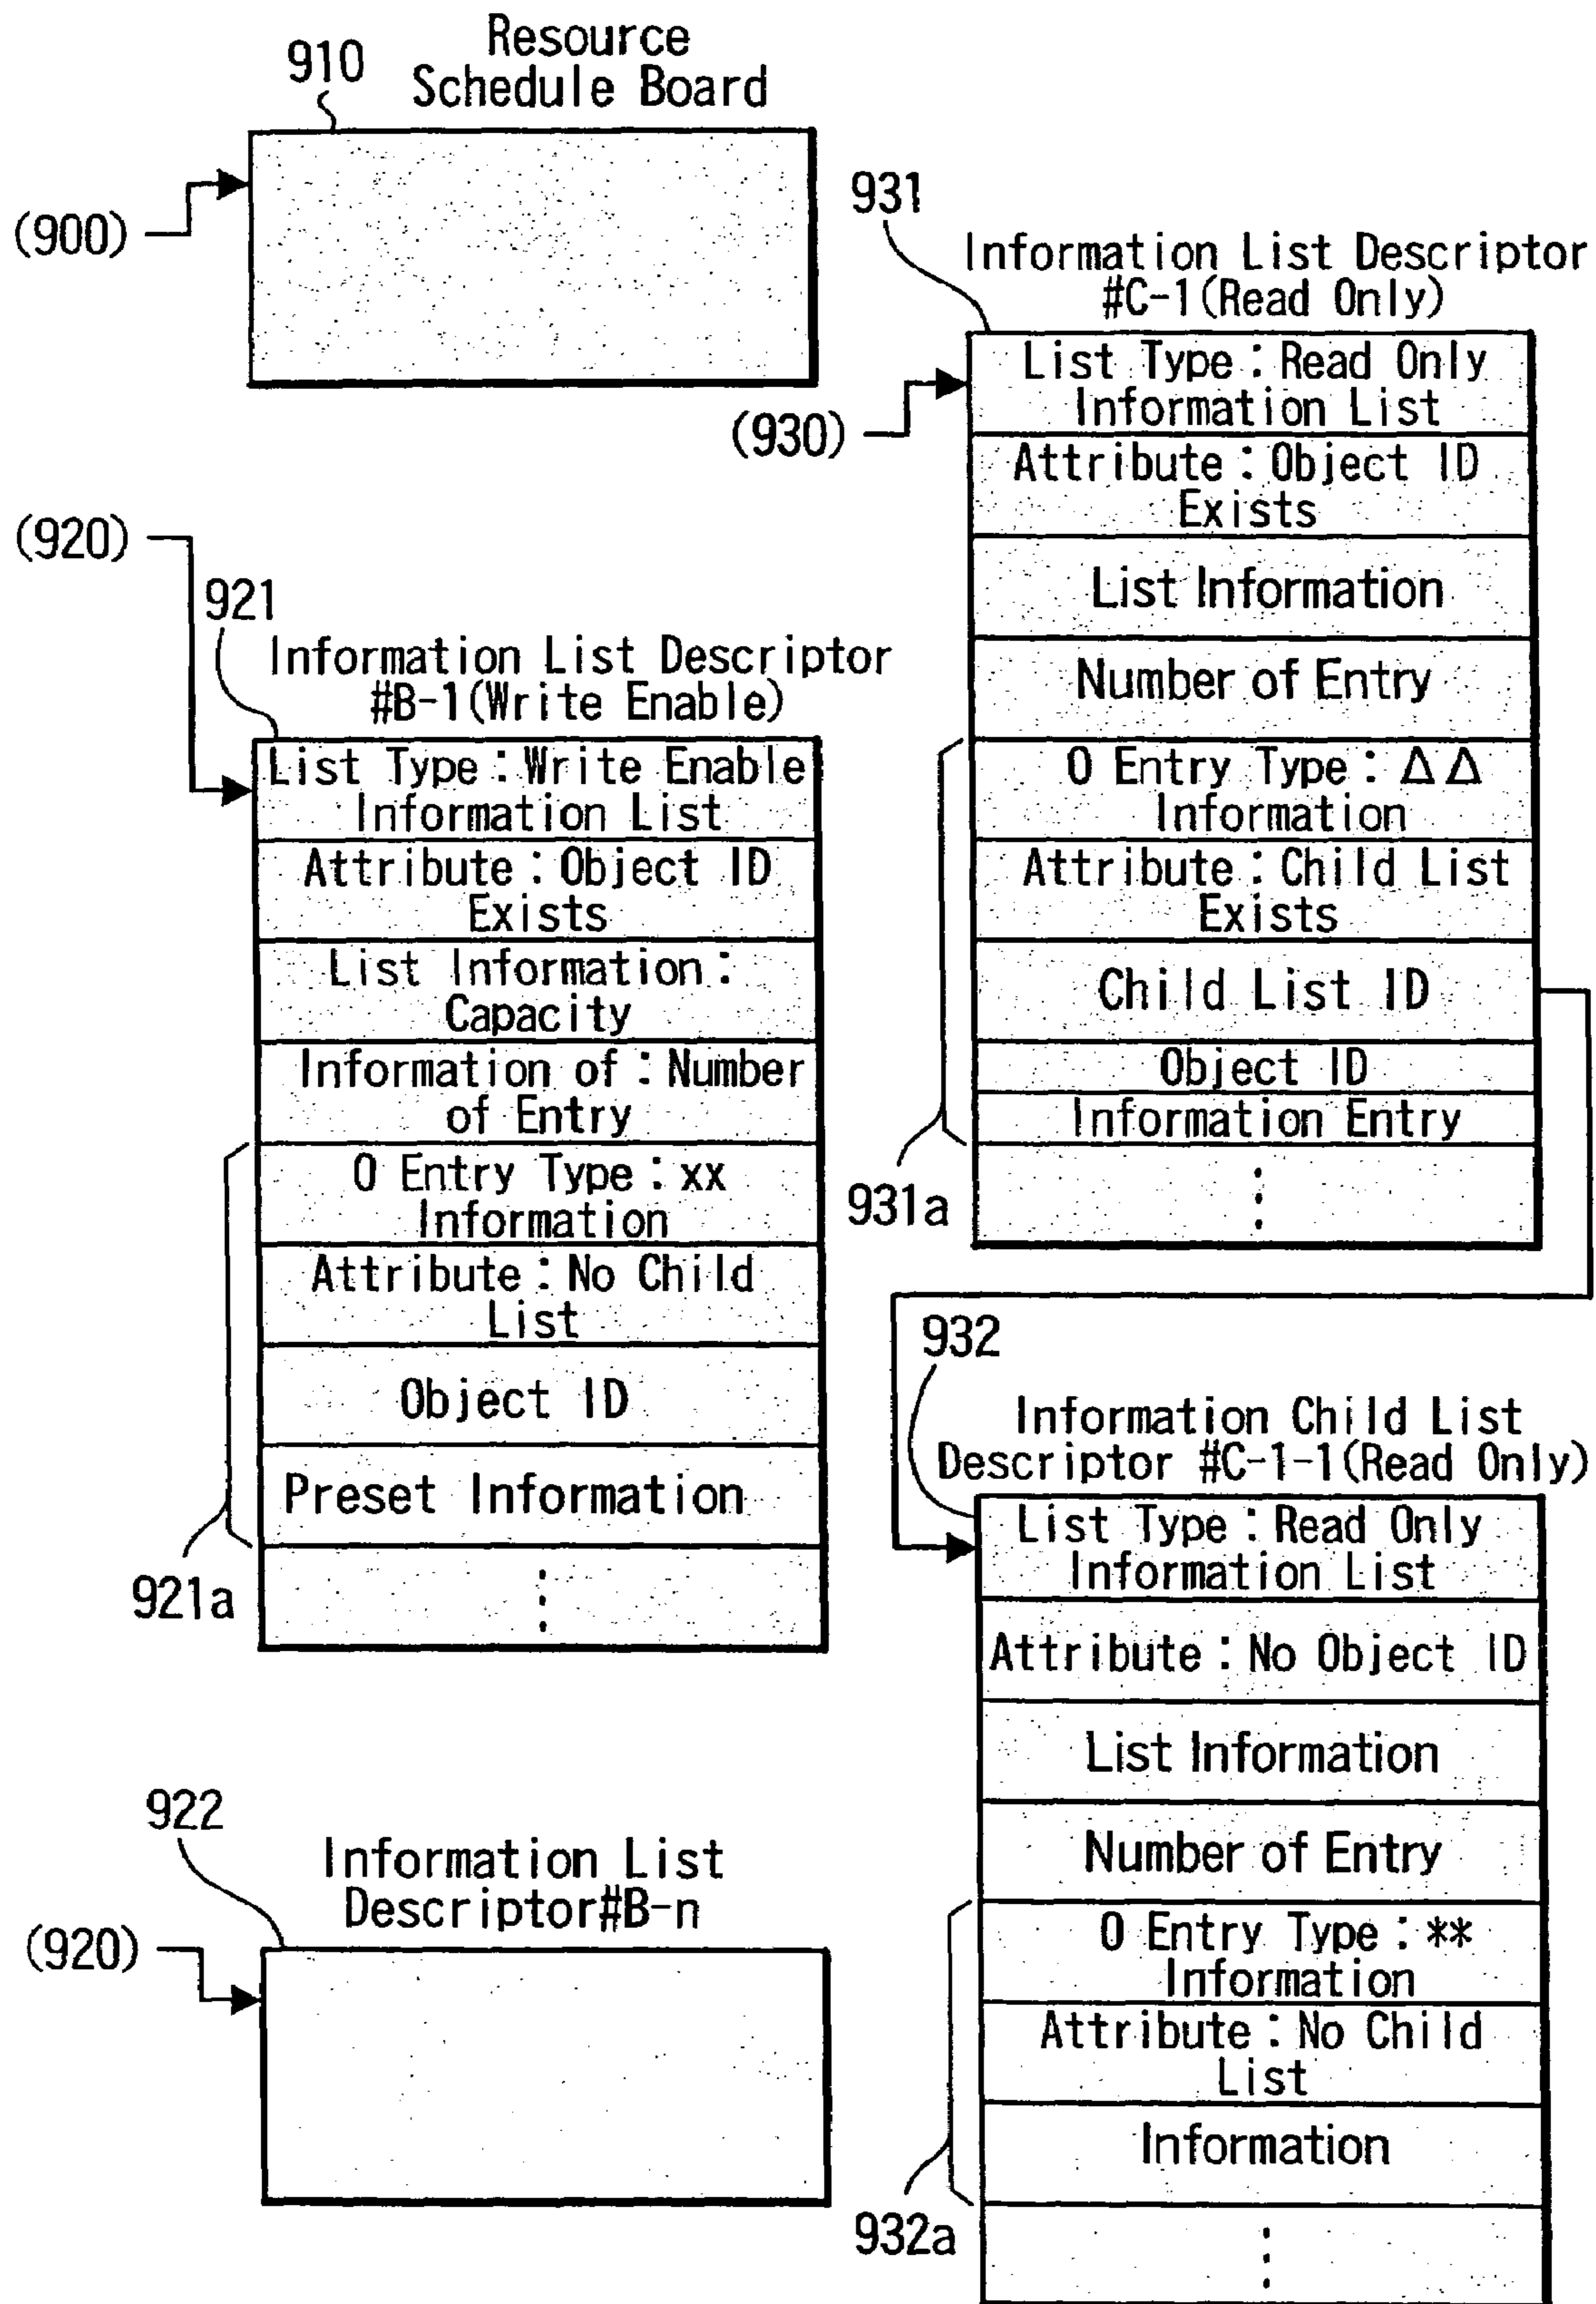 910
Resource
Schedule Board
(900)
(920)
921
Information List Descriptor
#B-1(Write Enable)
List Type:Write Enable
Information List
Attribute:Object ID
Exists
List Information:
Capacity
Information of:Number
of Entry
0 Entry Type:xx
Information
Attribute:No Child
List
Object ID
Preset Information
⋮
921a
922
Information List
Descriptor#B-n
(920)
931
Information List Descriptor
#C-1(Read Only)
(930)
List Type:Read Only
Information List
Attribute:Object ID
Exists
List Information
Number of Entry
0 Entry Type:ΔΔ
Information
Attribute:Child List
Exists
Child List ID
Object ID
Information Entry
⋮
931a
932
Information Child List
Descriptor #C-1-1(Read Only)
List Type:Read Only
Information List
Attribute:No Object ID
List Information
Number of Entry
0 Entry Type:**
Information
Attribute:No Child
List
Information
⋮
932a